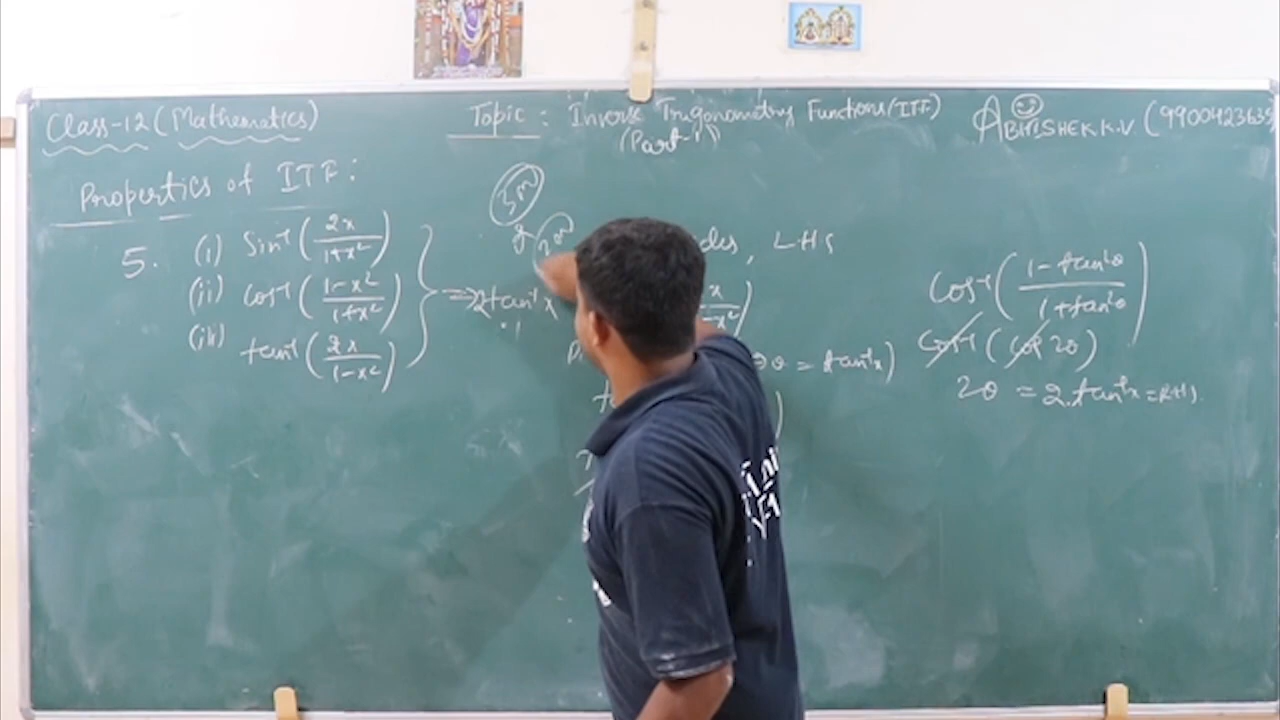 Class-12 (Mathematics)
Topic : Inverse Trigonometry Functions (ITF)
(Part-1)
ABHISHEK.K.V (9900423635
Properties of ITF :
5. (i) Sin⁻¹(2x/1+x²)
(ii) Cos⁻¹(1-x²/1+x²)
(iii) tan⁻¹(2x/1-x²)
⇒ 2tan⁻¹x
LHS
θ = tan⁻¹x)
Cos⁻¹(1-tan²θ/1+tan²θ)
Cos⁻¹(Cos 2θ)
2θ = 2.tan⁻¹x = RHS.